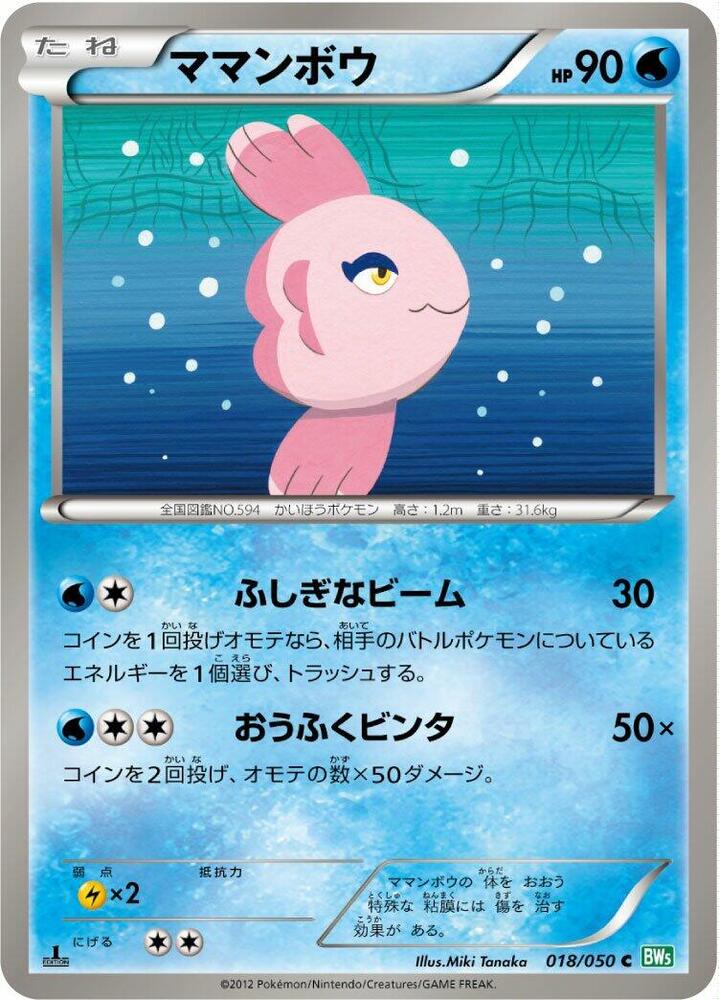 たね
ママンボウ
HP90
全国図鑑NO.594 かいほうポケモン 高さ:1.2m 重さ:31.6kg
ふしぎなビーム 30
コインを1回投げオモテなら、相手のバトルポケモンについている
エネルギーを1個選び、トラッシュする。
おうふくビンタ 50×
コインを2回投げ、オモテの数×50ダメージ。
弱点 抵抗力
×2
にげる
ママンボウの 体を おおう
特殊な 粘膜には 傷を 治す
効果が ある。
1 EDITION
Illus.Miki Tanaka 018/050 C BWs
©2012 Pokémon/Nintendo/Creatures/GAME FREAK.